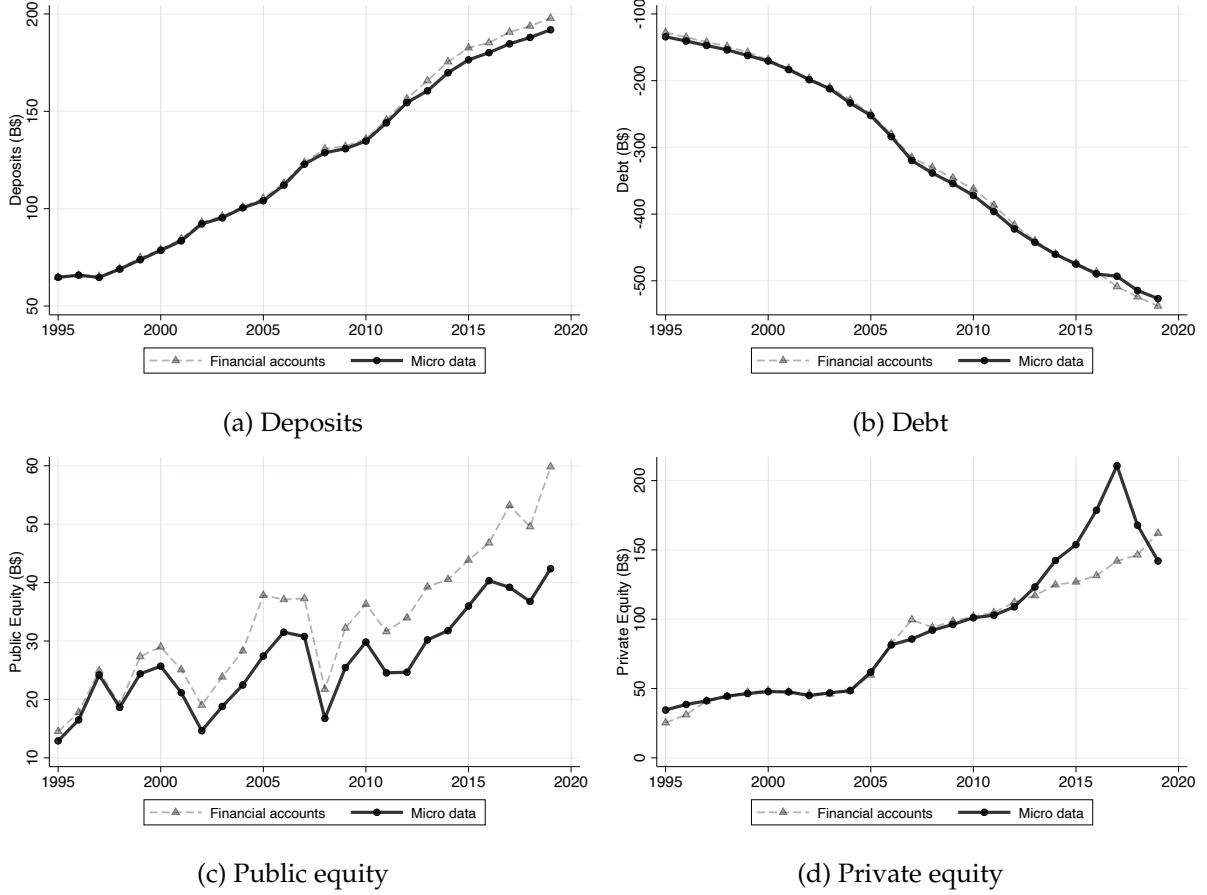 200
150
100
50
Deposits (B$)
1995 2000 2005 2010 2015 2020
Financial accounts Micro data
(a) Deposits
-100
-200
-300
-400
-500
Debt (B$)
1995 2000 2005 2010 2015 2020
Financial accounts Micro data
(b) Debt
60
50
40
30
20
10
Public Equity (B$)
1995 2000 2005 2010 2015 2020
Financial accounts Micro data
(c) Public equity
200
150
100
50
0
Private Equity (B$)
1995 2000 2005 2010 2015 2020
Financial accounts Micro data
(d) Private equity